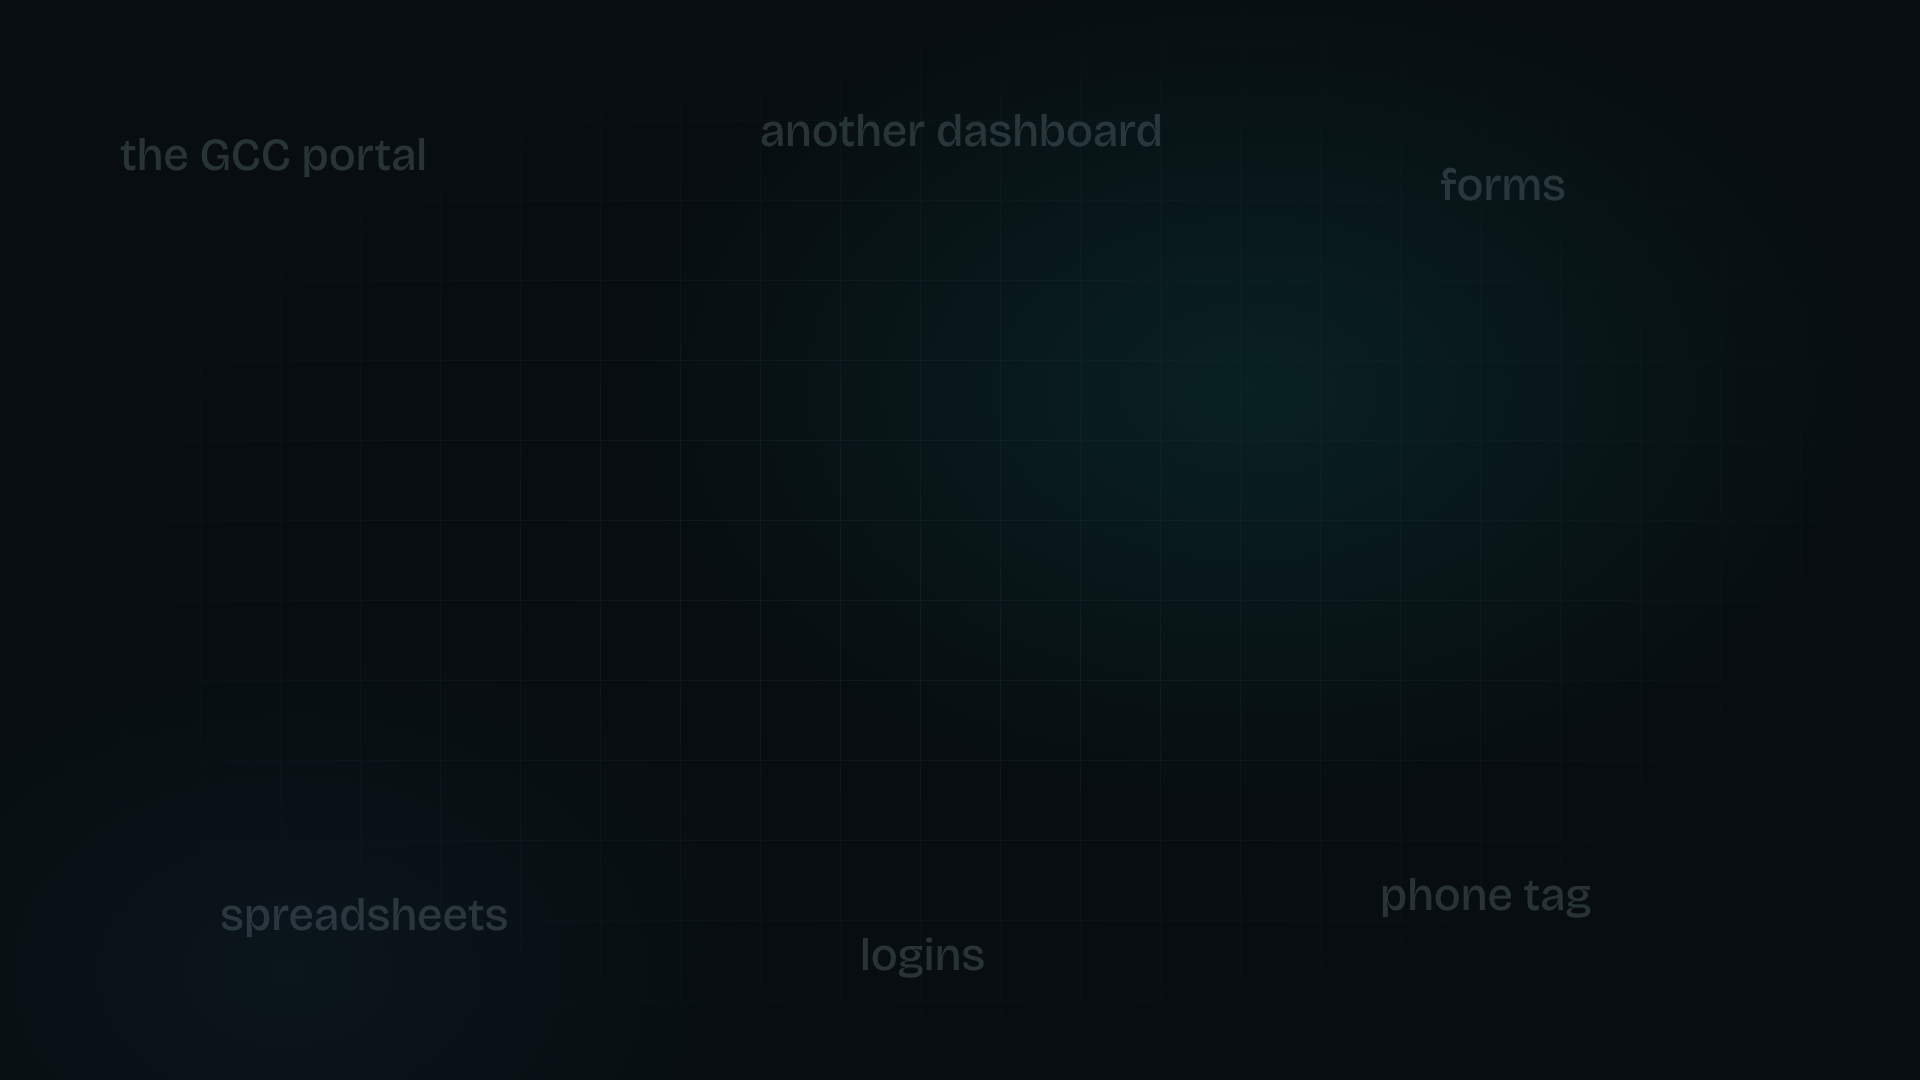 the GCC portal
another dashboard
forms
spreadsheets
logins
phone tag